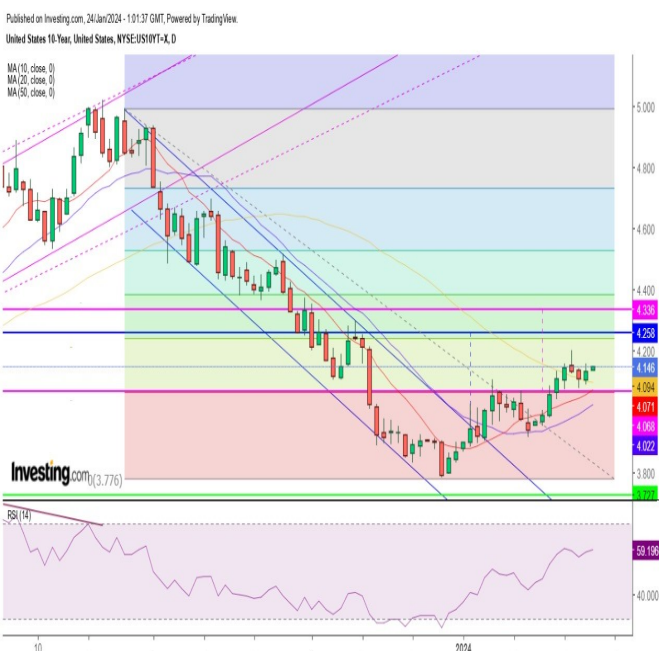 Published on Investing.com, 24/Jan/2024 - 1:01:37 GMT, Powered by TradingView.
United States 10-Year, United States, NYSE:US10YT=X, D
MA (10, close, 0)
MA (20, close, 0)
MA (50, close, 0)
5.000
4.800
4.600
4.400
4.336
4.258
4.200
4.146
4.094
4.071
4.068
4.022
3.800
3.727
Investing.com
0(3.776)
RSI (14)
59.196
40.000
10
2024